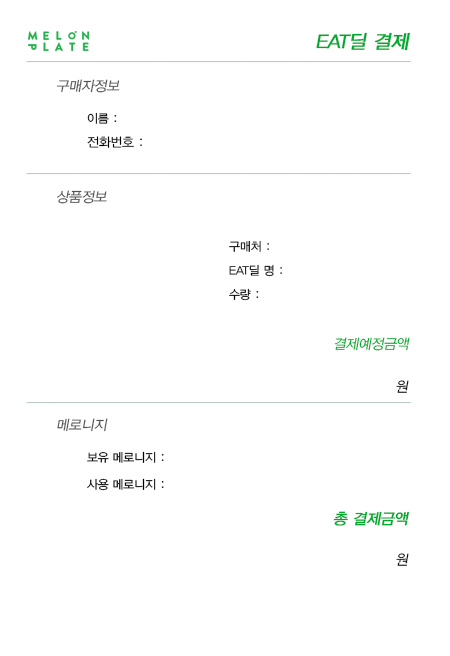 MELON
PLATE
EAT딜 결제
구매자정보
이름 :
전화번호 :
상품정보
구매처 :
EAT딜 명 :
수량 :
결제예정금액
원
메로니지
보유 메로니지 :
사용 메로니지 :
총 결제금액
원